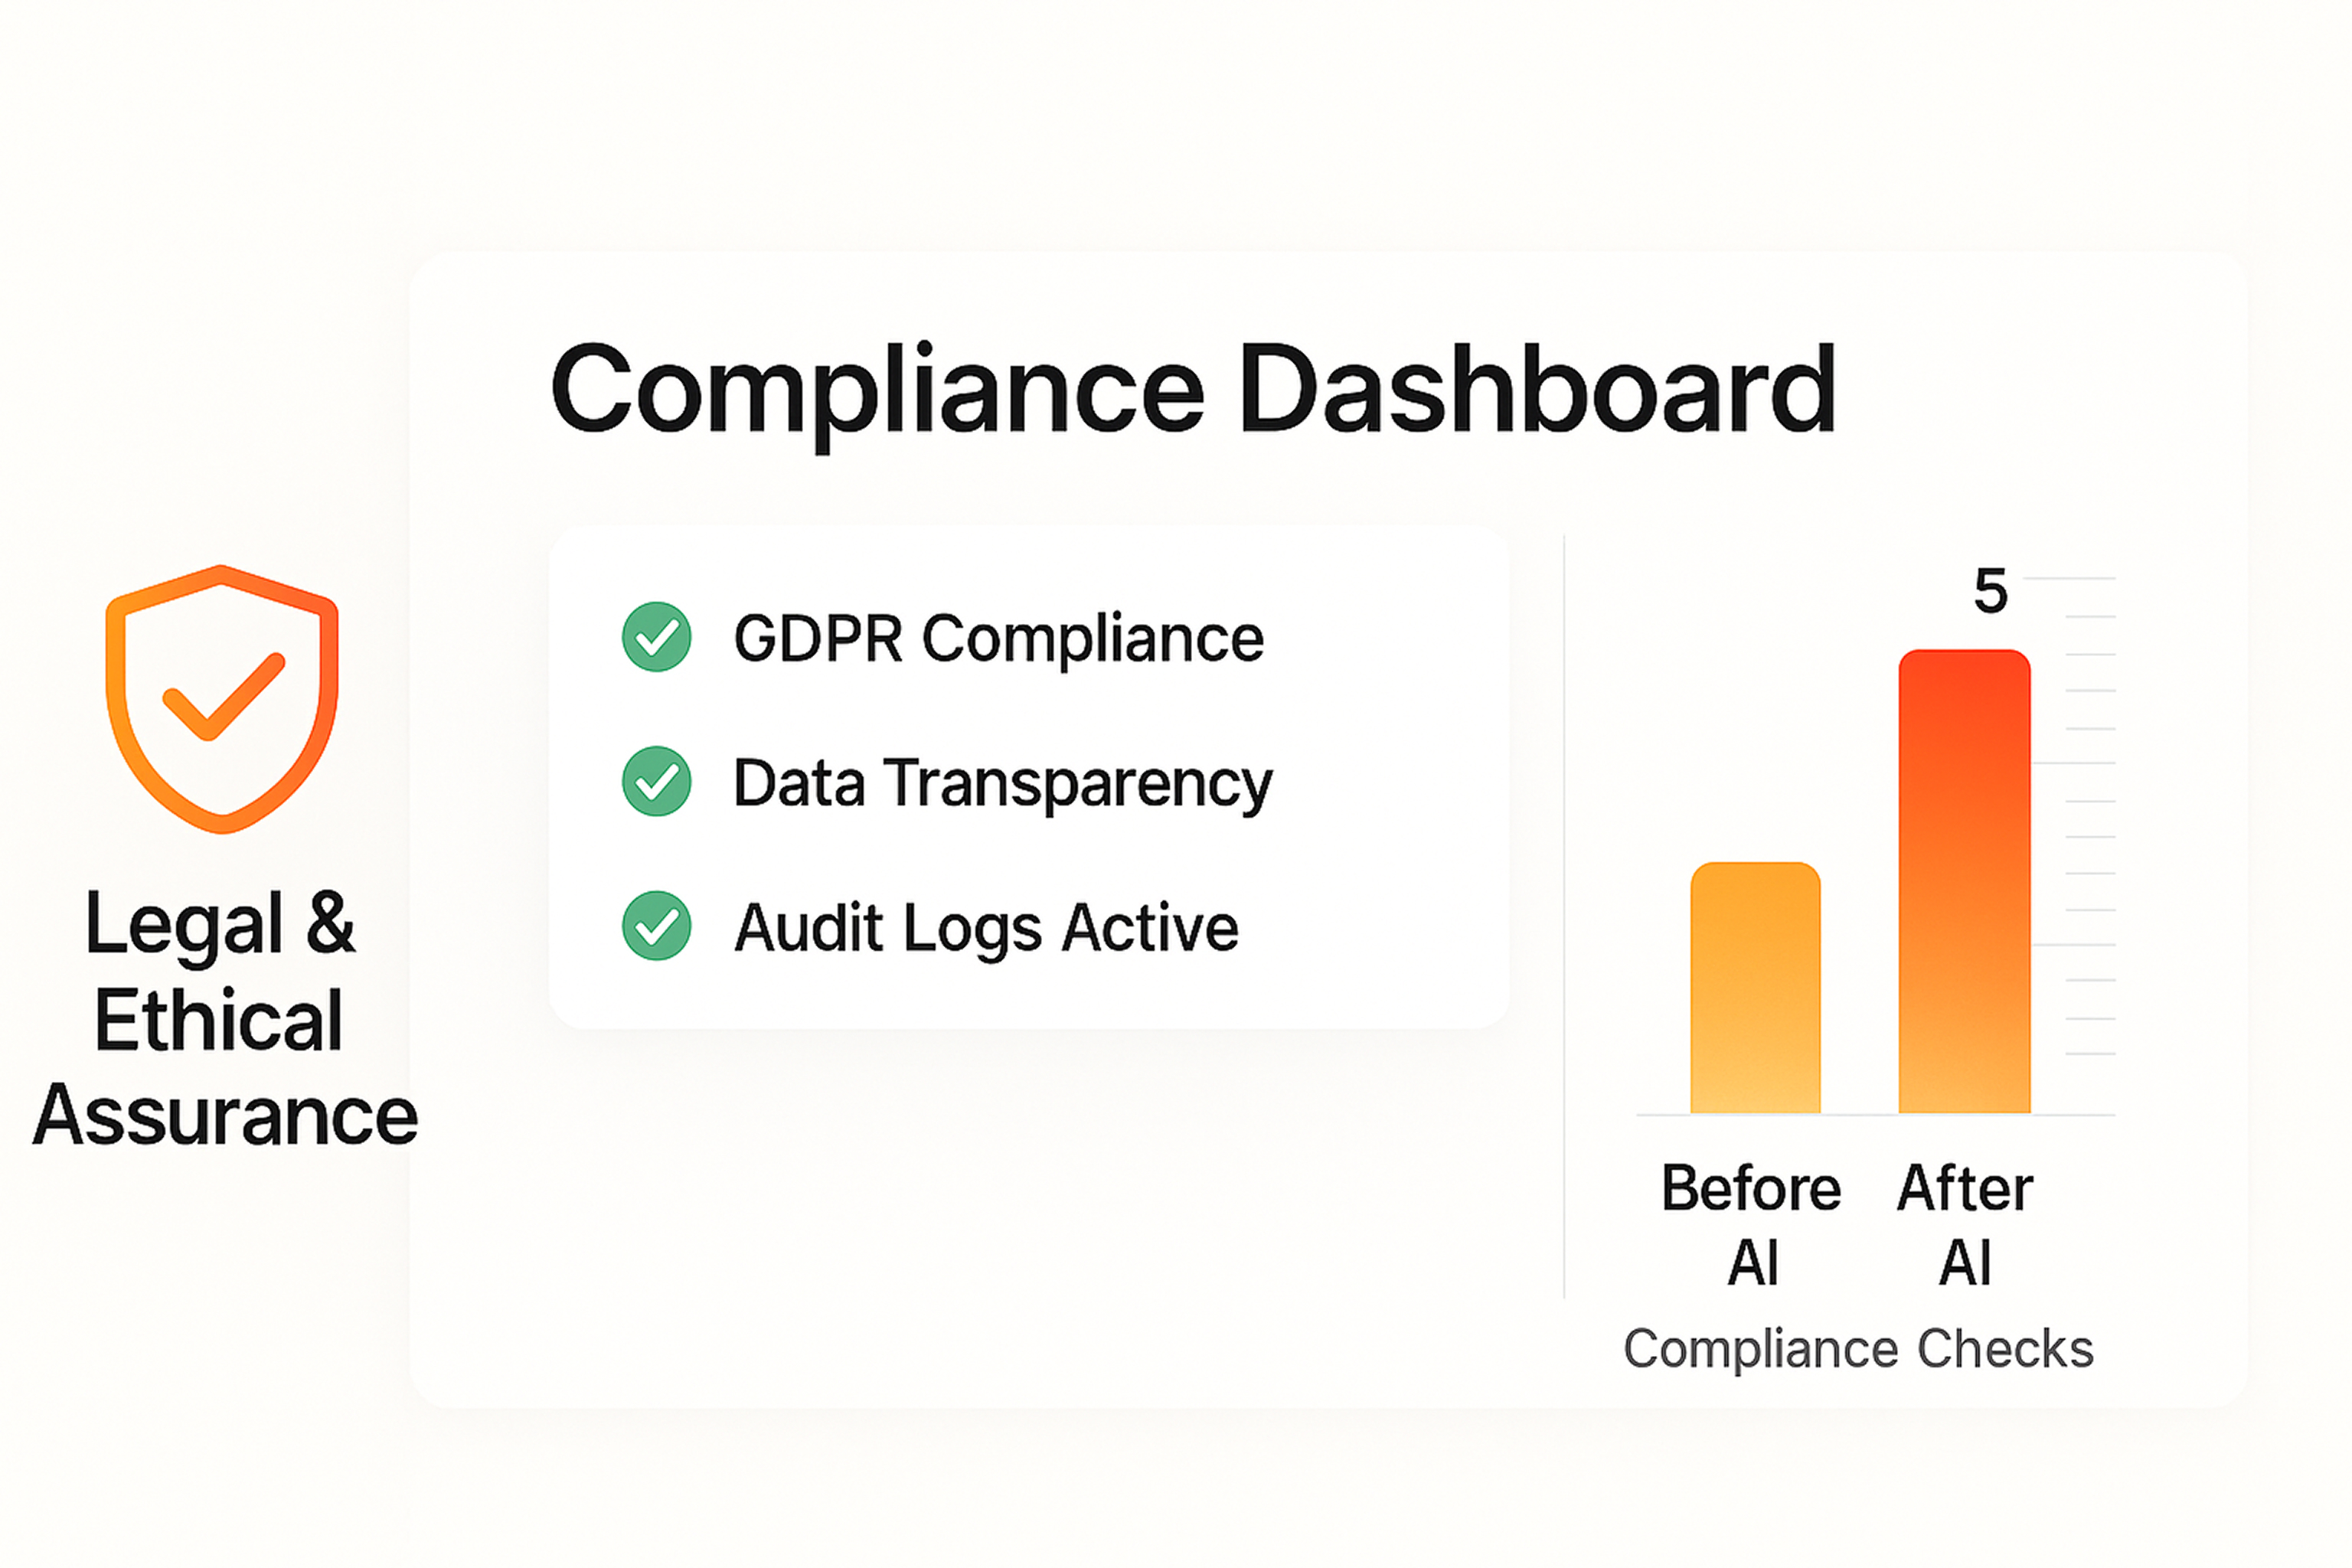 Compliance Dashboard
Legal &
Ethical
Assurance
GDPR Compliance
Data Transparency
Audit Logs Active
5
Before
AI
After
AI
Compliance Checks